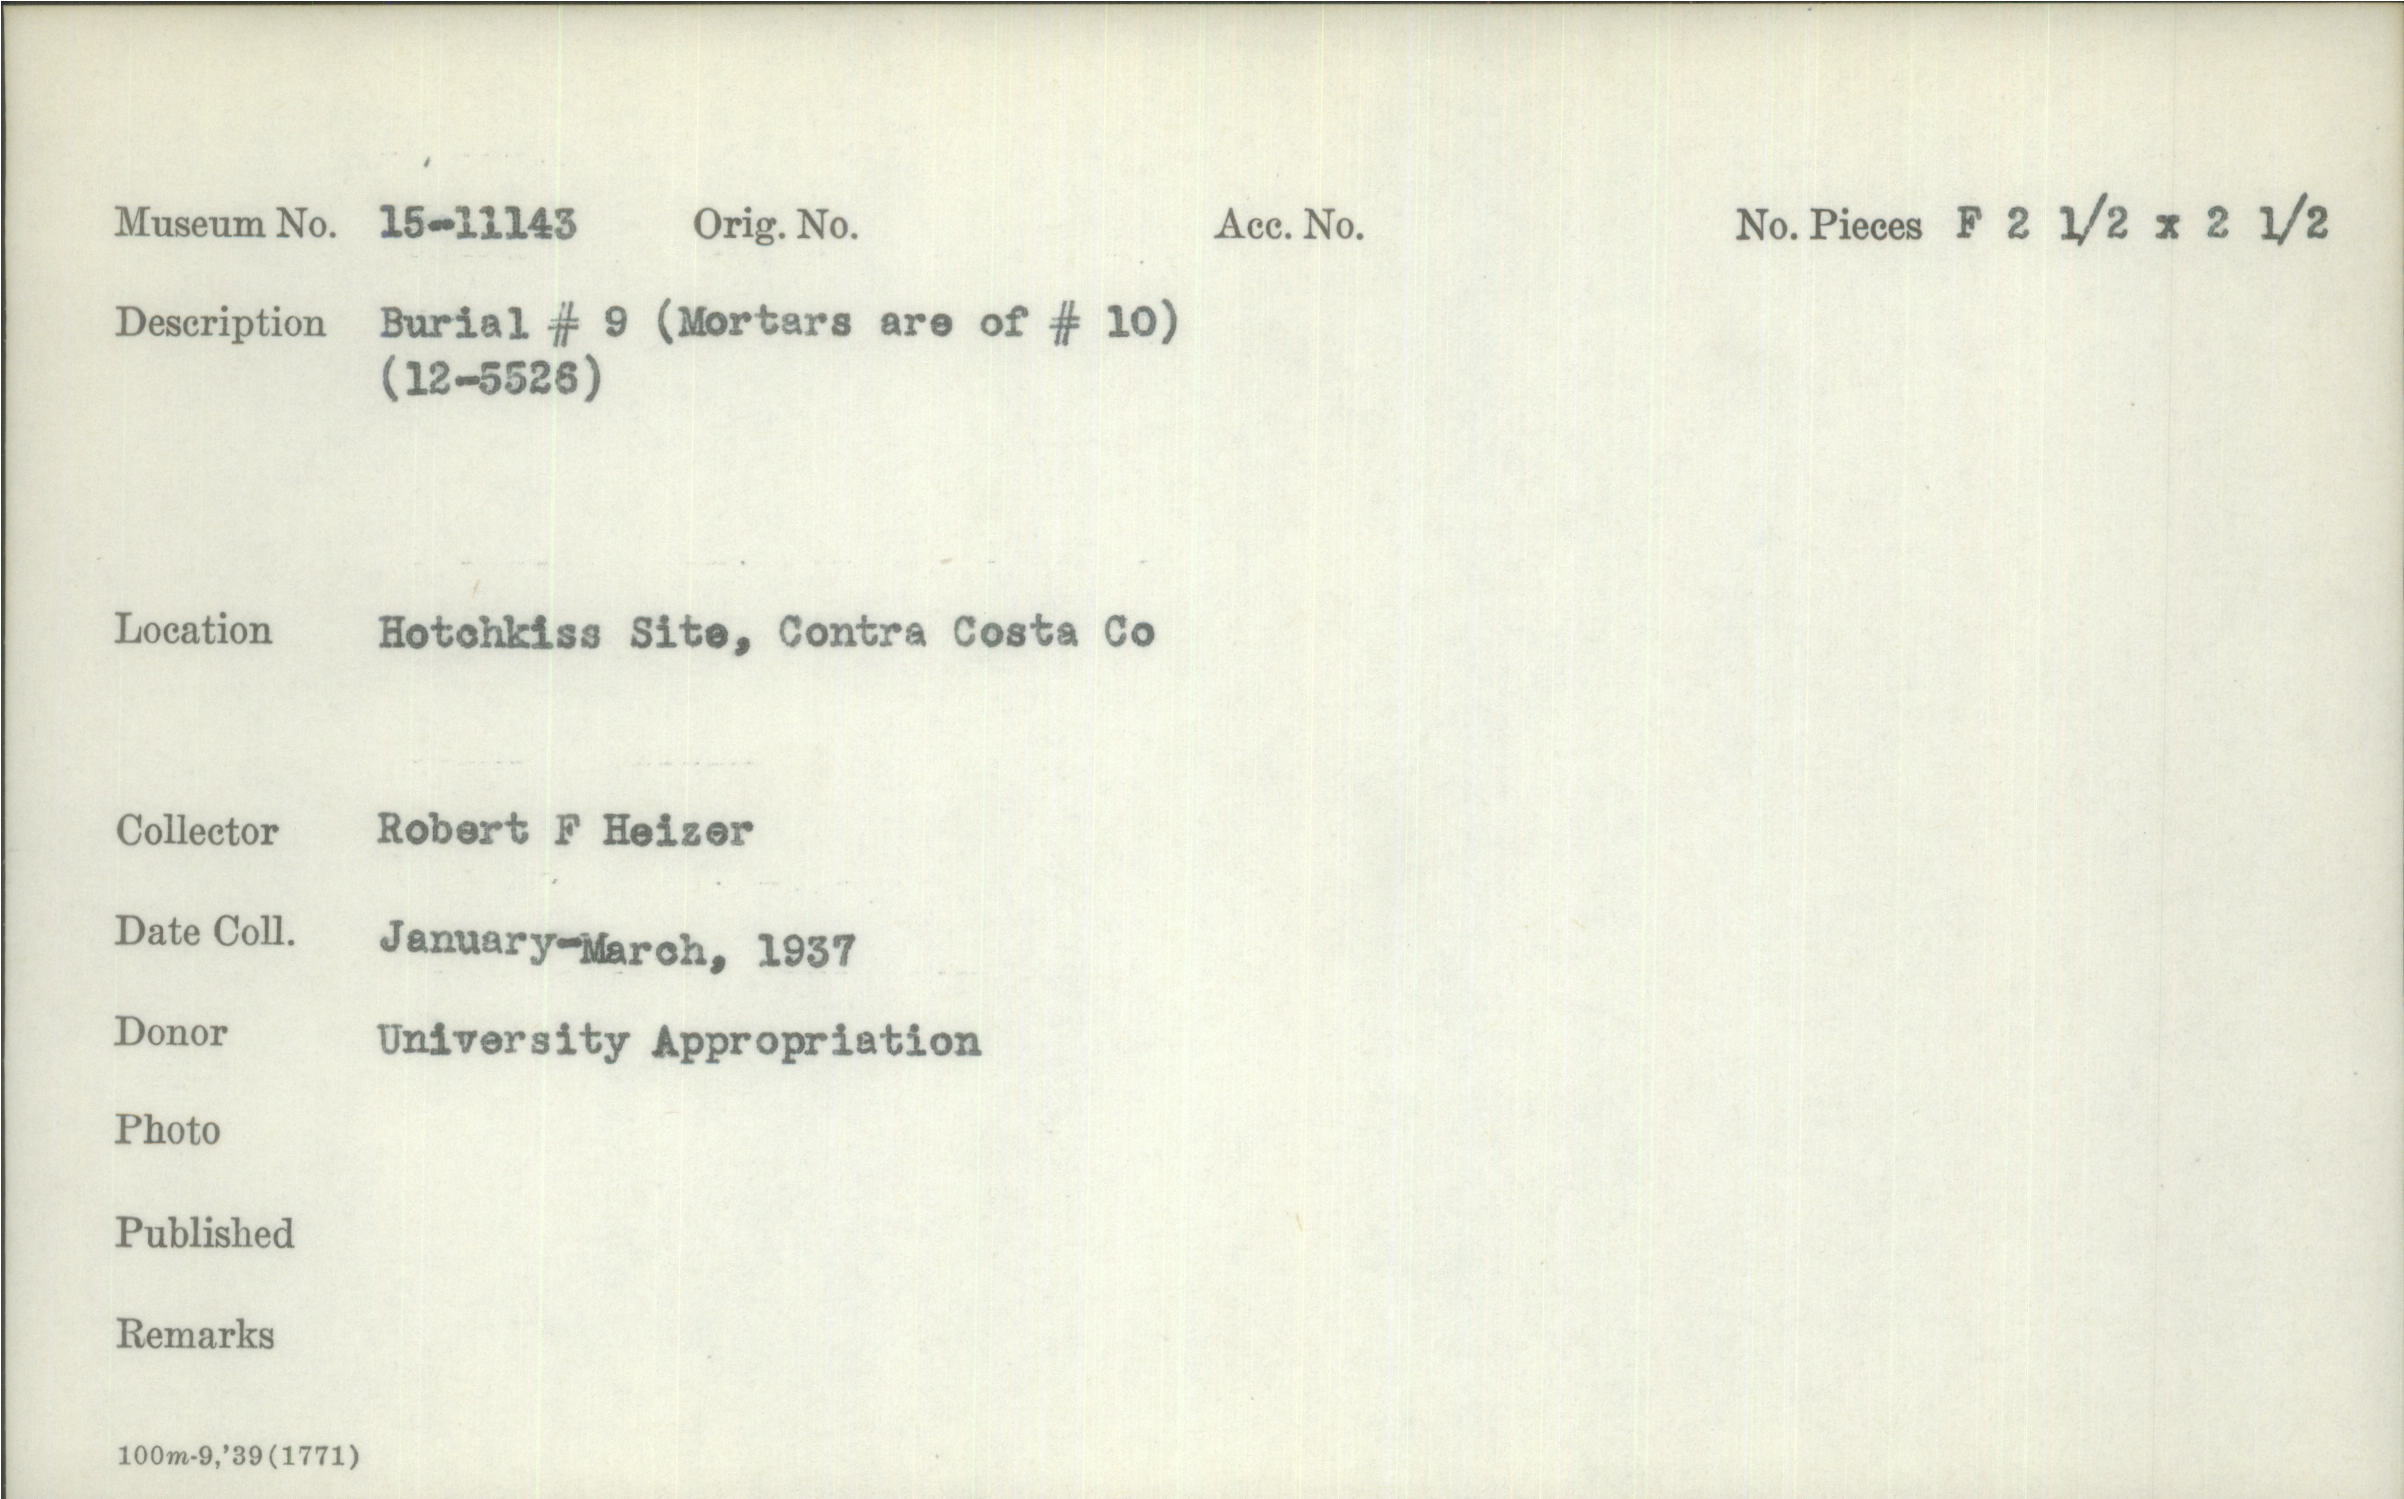 Museum No. 15-11143 Orig. No. Acc. No. No. Pieces F 2 1/2 x 2 1/2
Description Burial # 9 (Mortars are of # 10)
(12-5526)
Location Hotchkiss Site, Contra Costa Co
Collector Robert F Heizer
Date Coll. January-March, 1937
Donor University Appropriation
Photo
Published
Remarks
100m-9,'39(1771)